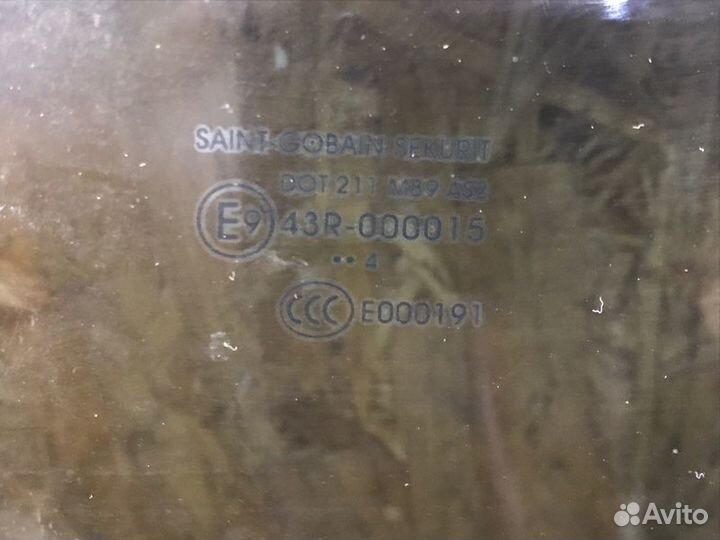 SAINT-GOBAIN SEKURIT
DOT 211 M89 AS2
E9 43R-000015
•• 4
CCC E000191
Avito